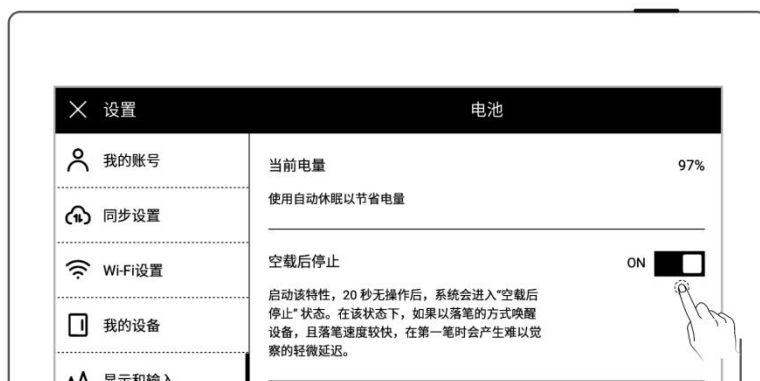 设置
电池
我的账号
当前电量 97%
使用自动休眠以节省电量
同步设置
Wi-Fi设置
空载后停止 ON
启动该特性，20 秒无操作后，系统会进入“空载后
停止” 状态。在该状态下，如果以落笔的方式唤醒
设备，且落笔速度较快，在第一笔时会产生难以觉
察的轻微延迟。
我的设备
显示和输入